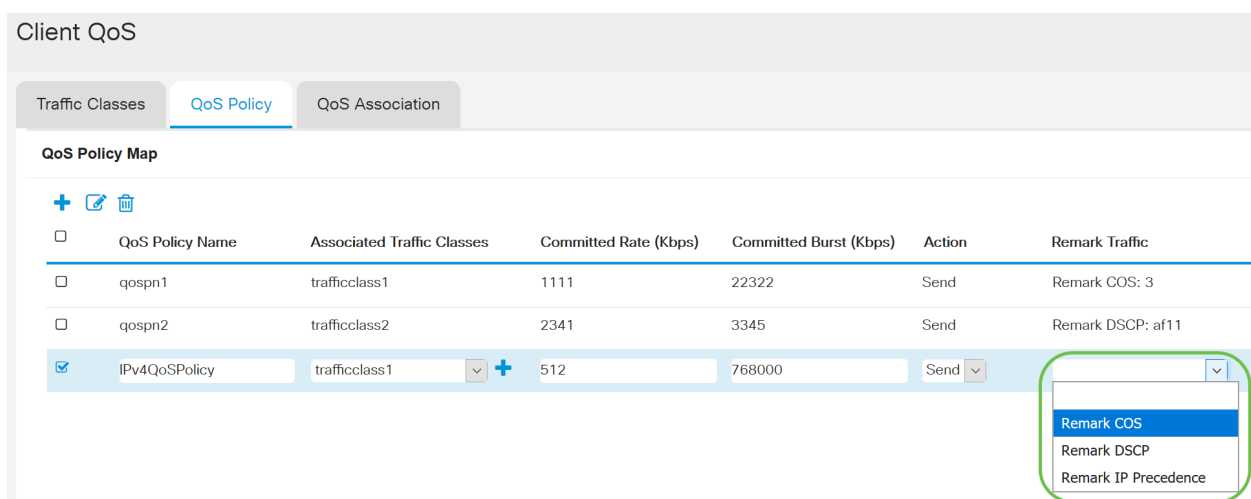 Client QoS
Traffic Classes QoS Policy QoS Association
QoS Policy Map
QoS Policy Name Associated Traffic Classes Committed Rate (Kbps) Committed Burst (Kbps) Action Remark Traffic
qospn1 trafficclass1 1111 22322 Send Remark COS: 3
qospn2 trafficclass2 2341 3345 Send Remark DSCP: af11
IPv4QoSPolicy trafficclass1 512 768000 Send
Remark COS
Remark DSCP
Remark IP Precedence